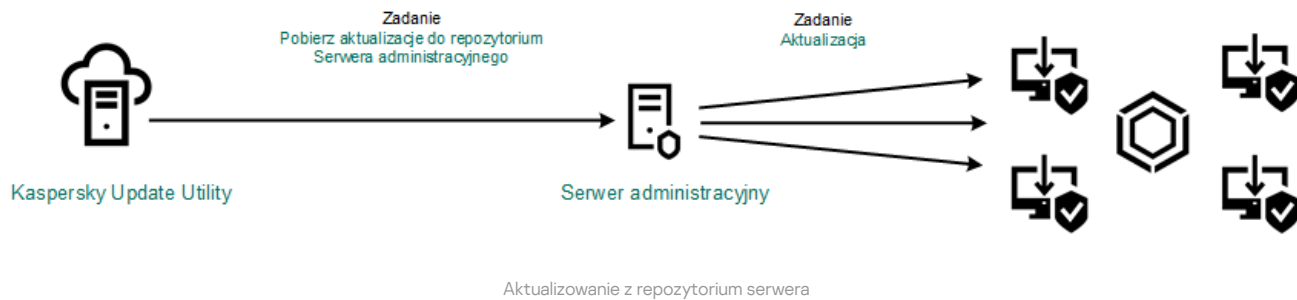 Zadanie
Pobierz aktualizacje do repozytorium
Serwera administracyjnego
Zadanie
Aktualizacja
Kaspersky Update Utility
Serwer administracyjny
Aktualizowanie z repozytorium serwera